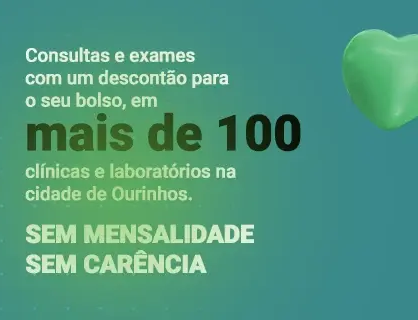 Consultas e exames
com um descontão para
o seu bolso, em
mais de 100
clínicas e laboratórios na
cidade de Ourinhos.
SEM MENSALIDADE
SEM CARÊNCIA